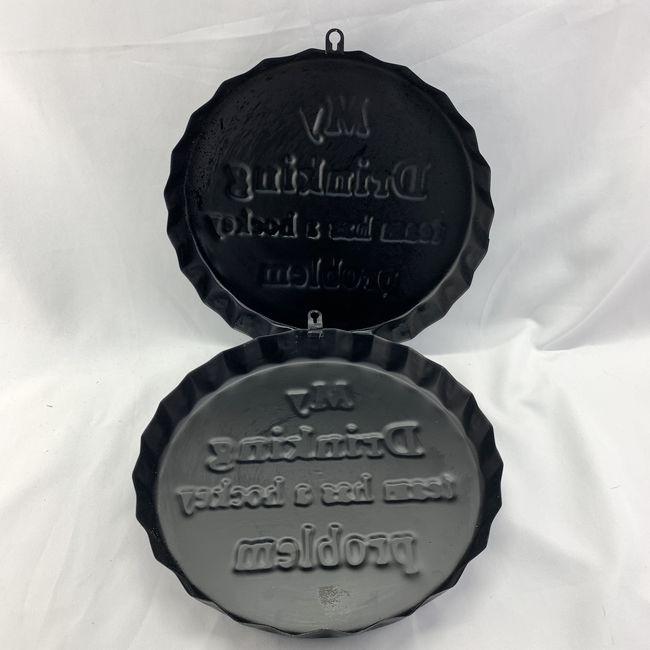 My
Drinking
team has a hockey
problem
My
Drinking
team has a hockey
problem